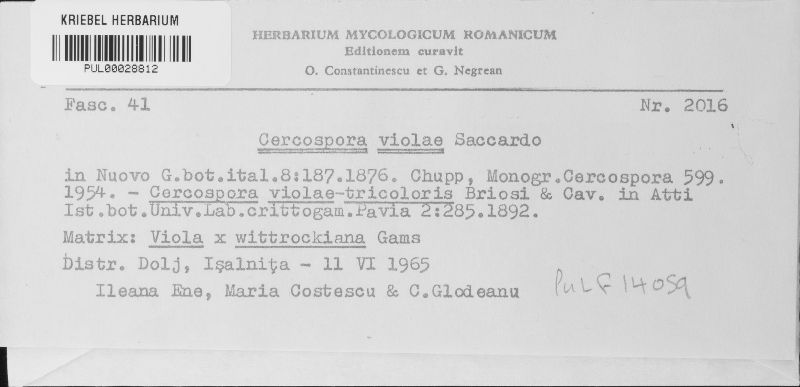 KRIEBEL HERBARIUM
PUL00028812
HERBARIUM MYCOLOGICUM ROMANICUM
Editionem curavit
O. Constantinescu et G. Negrean
Fasc. 41 Nr. 2016
Cercospora violae Saccardo
in Nuovo G.bot.ital.8:187.1876. Chupp, Monogr.Cercospora 599.
1954. - Cercospora violae-tricoloris Briosi & Cav. in Atti
Ist.bot.Univ.Lab.crittogam.Pavia 2:285.1892.
Matrix: Viola x wittrockiana Gams
Distr. Dolj, Işalniţa - 11 VI 1965
Ileana Ene, Maria Costescu & C.Glodeanu
PULF 14059